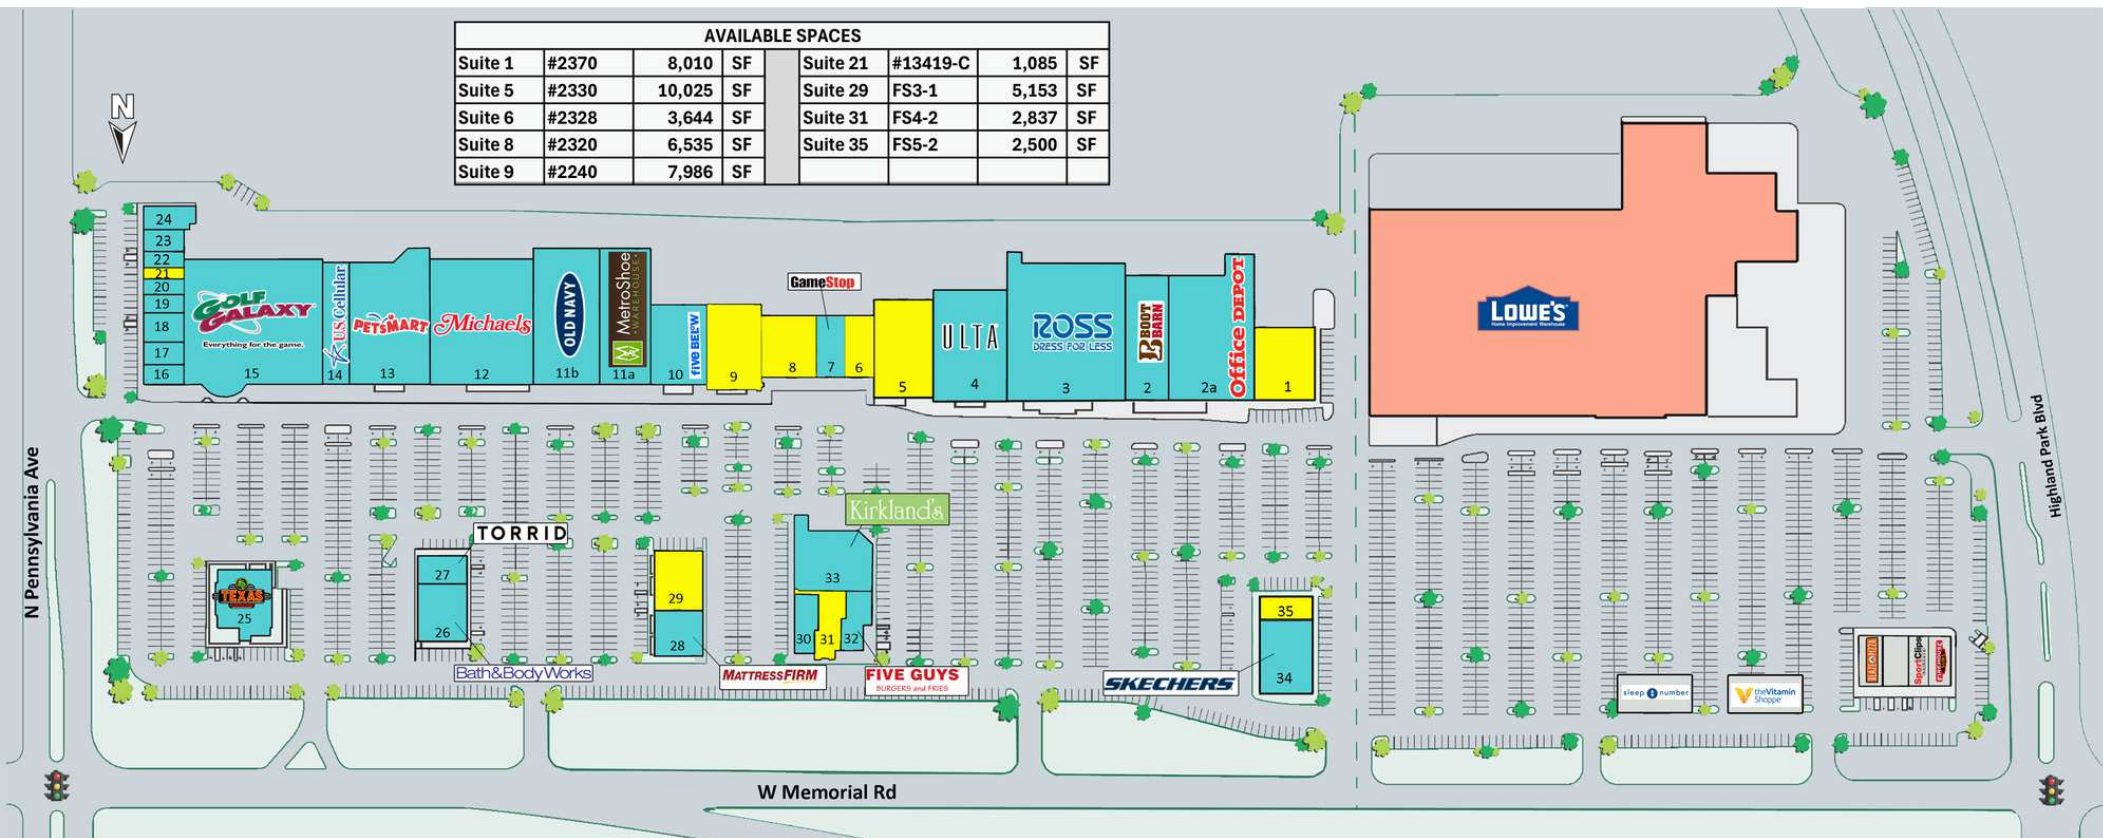 AVAILABLE SPACES
Suite 1 #2370 8,010 SF Suite 21 #13419-C 1,085 SF
Suite 5 #2330 10,025 SF Suite 29 FS3-1 5,153 SF
Suite 6 #2328 3,644 SF Suite 31 FS4-2 2,837 SF
Suite 8 #2320 6,535 SF Suite 35 FS5-2 2,500 SF
Suite 9 #2240 7,986 SF
N
24
23
22
21
20
19
18
17
16
GOLF
GALAXY
Everything for the game.
15
U.S. Cellular
14
PETSMART
13
Michaels
12
OLD NAVY
11b
MetroShoe
WAREHOUSE
11a
five BEL°W
10
9
GameStop
8
7
6
5
ULTA
4
ROSS
DRESS FOR LESS
3
BOOT
BARN
2
2a
Office DEPOT
1
LOWE'S
Home Improvement Warehouse
N Pennsylvania Ave
Highland Park Blvd
TEXAS
25
TORRID
27
26
Bath&BodyWorks
29
28
MATTRESSFIRM
Kirkland's
33
30
31
32
FIVE GUYS
BURGERS and FRIES
35
34
SKECHERS
sleep number
theVitamin
Shoppe
SportClips
W Memorial Rd